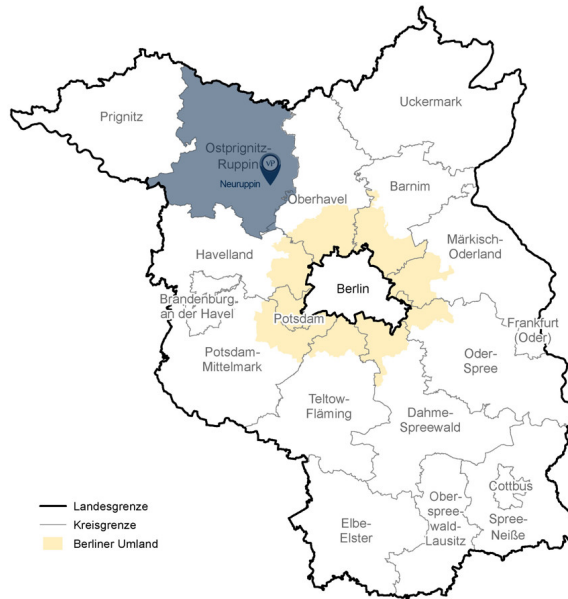 Uckermark
Prignitz
Ostprignitz-
Ruppin
VP
Neuruppin
Oberhavel
Barnim
Märkisch-
Oderland
Havelland
Berlin
Brandenburg
an der Havel
Potsdam
Frankfurt
(Oder)
Potsdam-
Mittelmark
Oder-
Spree
Teltow-
Fläming
Dahme-
Spreewald
Cottbus
Ober-
spree-
wald-
Lausitz
Spree-
Neiße
Elbe-
Elster
Landesgrenze
Kreisgrenze
Berliner Umland